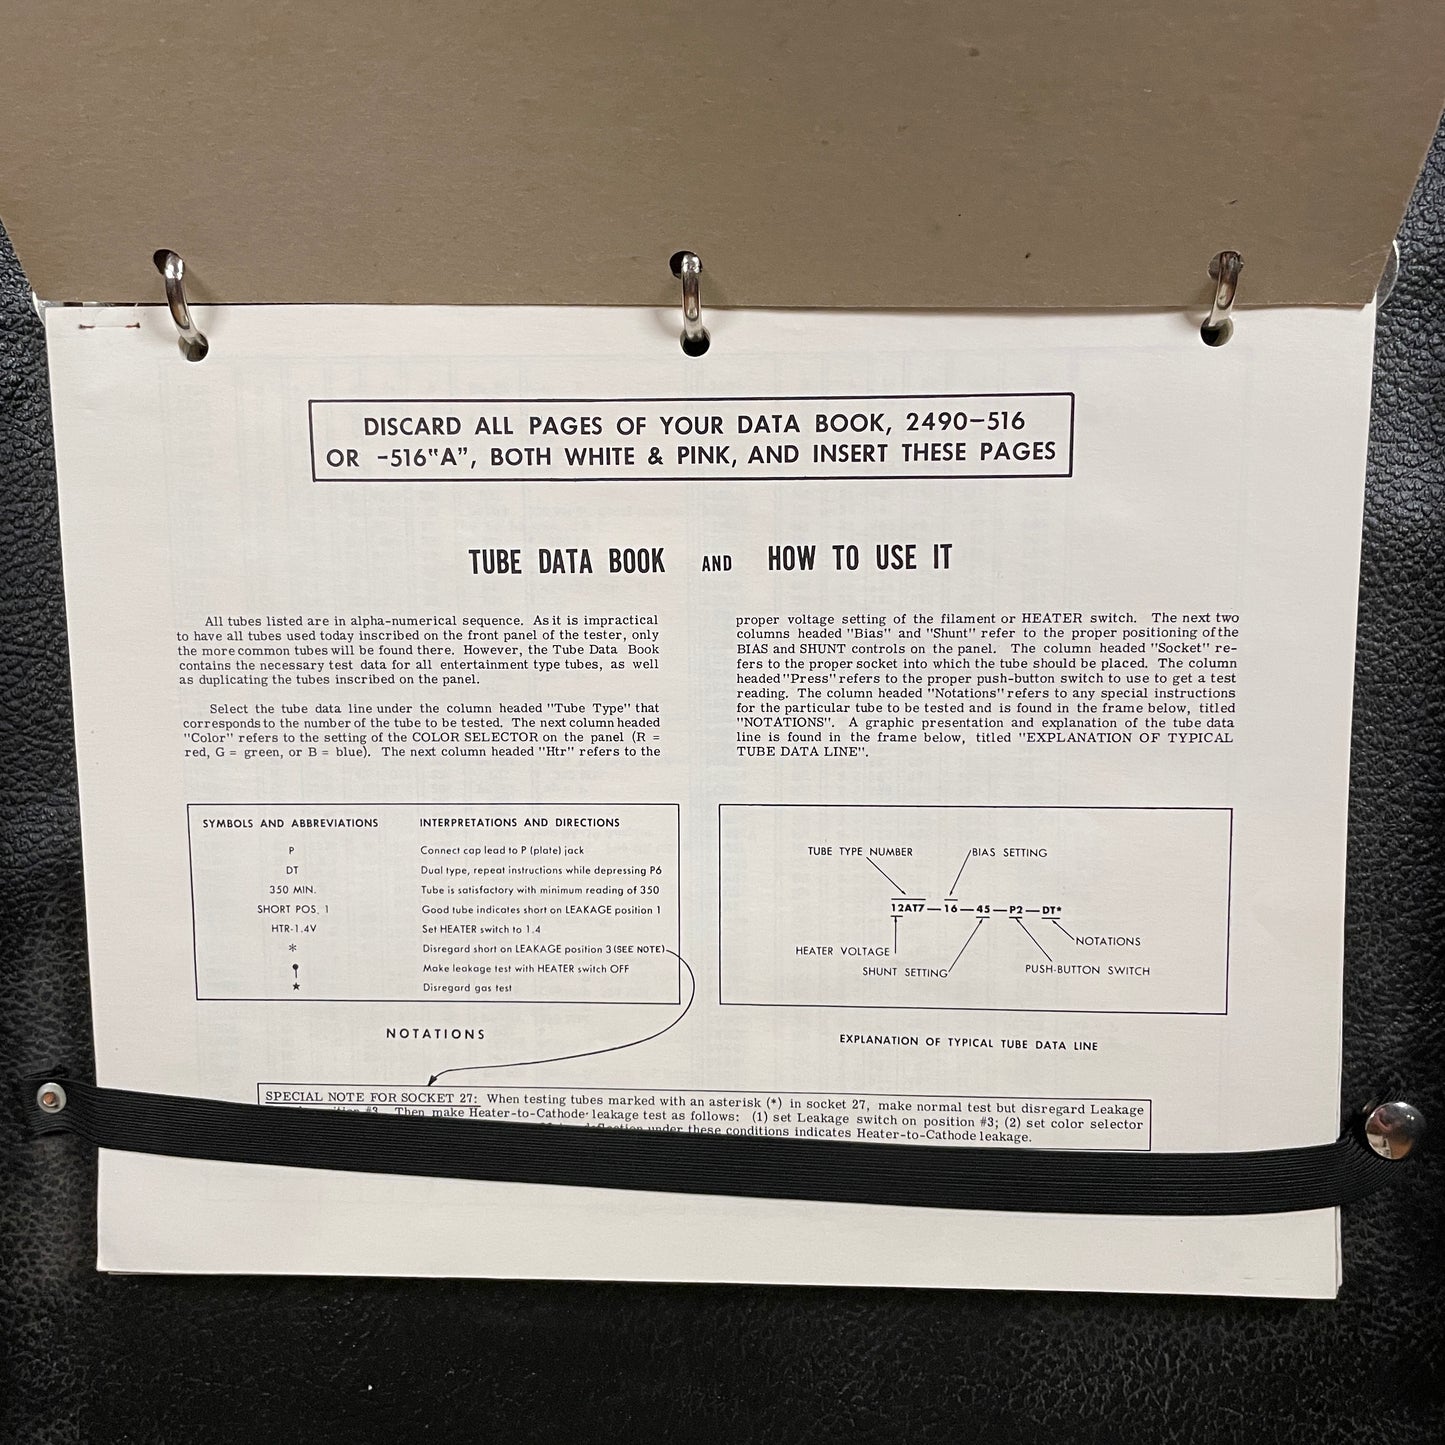 DISCARD ALL PAGES OF YOUR DATA BOOK, 2490-516
OR -516"A", BOTH WHITE & PINK, AND INSERT THESE PAGES
TUBE DATA BOOK AND HOW TO USE IT
All tubes listed are in alpha-numerical sequence. As it is impractical
to have all tubes used today inscribed on the front panel of the tester, only
the more common tubes will be found there. However, the Tube Data Book
contains the necessary test data for all entertainment type tubes, as well
as duplicating the tubes inscribed on the panel.
Select the tube data line under the column headed "Tube Type" that
corresponds to the number of the tube to be tested. The next column headed
"Color" refers to the setting of the COLOR SELECTOR on the panel (R =
red, G = green, or B = blue). The next column headed "Htr" refers to the
proper voltage setting of the filament or HEATER switch. The next two
columns headed "Bias" and "Shunt" refer to the proper positioning of the
BIAS and SHUNT controls on the panel. The column headed "Socket" re-
fers to the proper socket into which the tube should be placed. The column
headed "Press" refers to the proper push-button switch to use to get a test
reading. The column headed "Notations" refers to any special instructions
for the particular tube to be tested and is found in the frame below, titled
"NOTATIONS". A graphic presentation and explanation of the tube data
line is found in the frame below, titled "EXPLANATION OF TYPICAL
TUBE DATA LINE".
SYMBOLS AND ABBREVIATIONS INTERPRETATIONS AND DIRECTIONS
P Connect cap lead to P (plate) jack
DT Dual type, repeat instructions while depressing P6
350 MIN. Tube is satisfactory with minimum reading of 350
SHORT POS. 1 Good tube indicates short on LEAKAGE position 1
HTR-1.4V Set HEATER switch to 1.4
* Disregard short on LEAKAGE position 3 (SEE NOTE)
Make leakage test with HEATER switch OFF
★ Disregard gas test
NOTATIONS
TUBE TYPE NUMBER BIAS SETTING
12AT7—16—45—P2—DT*
HEATER VOLTAGE NOTATIONS
SHUNT SETTING PUSH-BUTTON SWITCH
EXPLANATION OF TYPICAL TUBE DATA LINE
SPECIAL NOTE FOR SOCKET 27: When testing tubes marked with an asterisk (*) in socket 27, make normal test but disregard Leakage
#3. Then make Heater-to-Cathode leakage test as follows: (1) set Leakage switch on position #3; (2) set color selector
under these conditions indicates Heater-to-Cathode leakage.